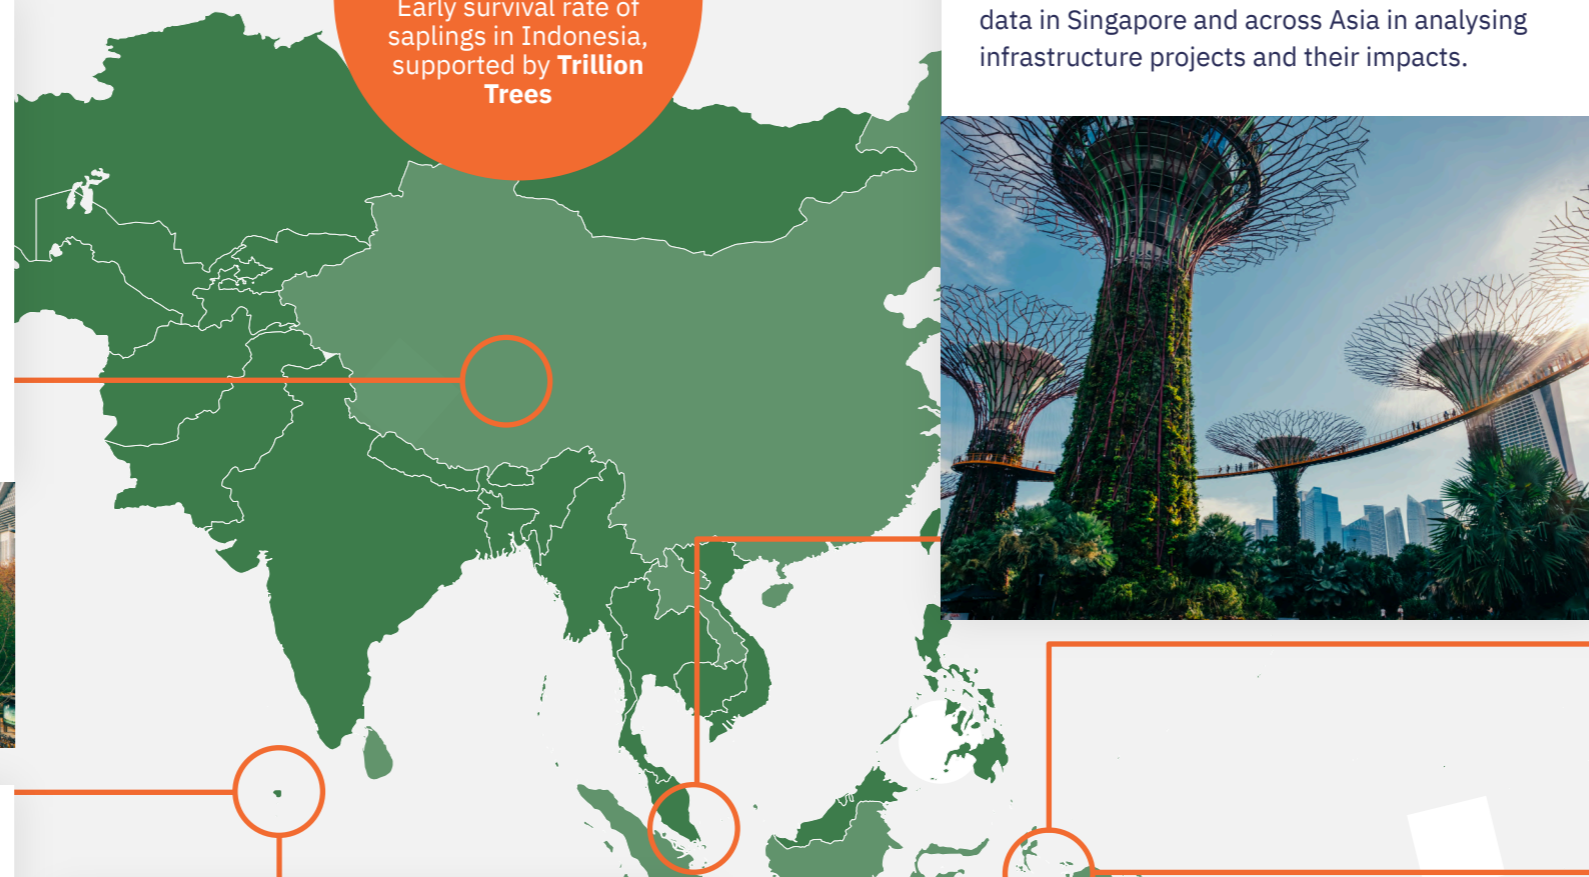 Early survival rate of
saplings in Indonesia,
supported by Trillion
Trees
data in Singapore and across Asia in analysing
infrastructure projects and their impacts.